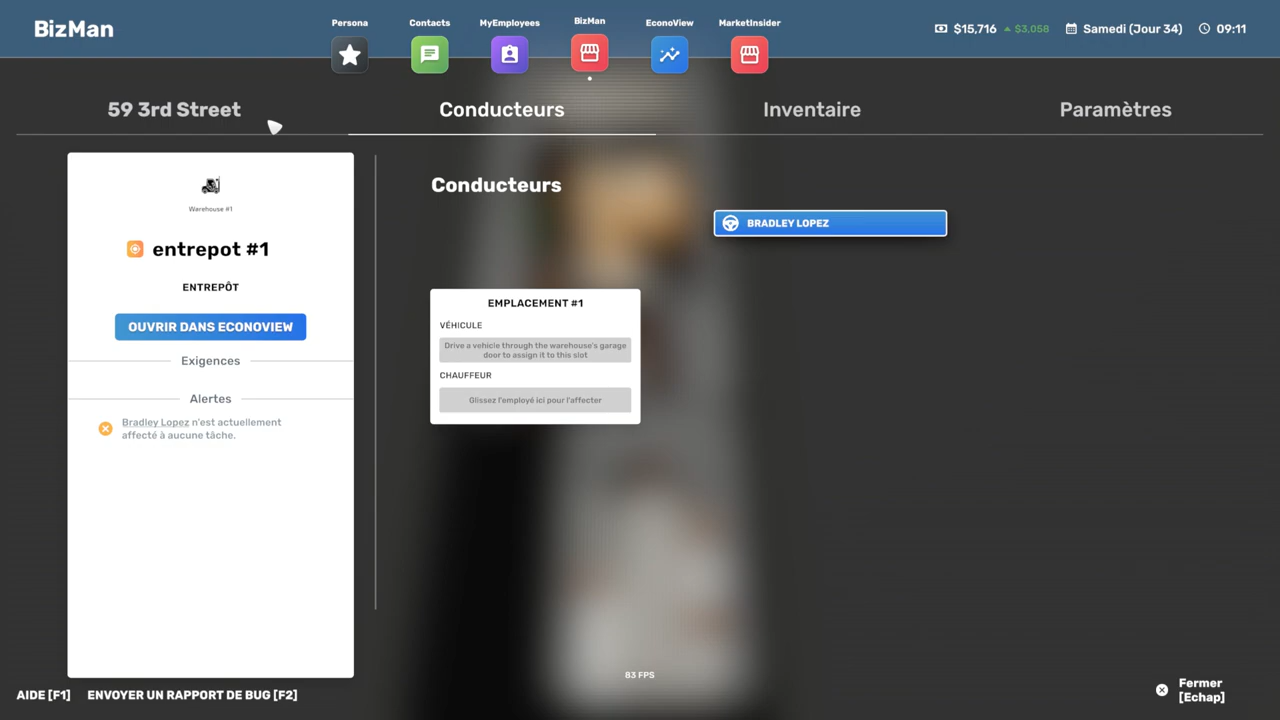 BizMan
Persona
Contacts
MyEmployees
BizMan
EconoView
MarketInsider
$15,716
$3,058
Samedi (Jour 34)
09:11
59 3rd Street
Conducteurs
Inventaire
Paramètres
Warehouse #1
entrepot #1
ENTREPÔT
OUVRIR DANS ECONOVIEW
Exigences
Alertes
Bradley Lopez n'est actuellement
affecté à aucune tâche.
Conducteurs
BRADLEY LOPEZ
EMPLACEMENT #1
VÉHICULE
Drive a vehicle through the warehouse's garage
door to assign it to this slot
CHAUFFEUR
Glissez l'employé ici pour l'affecter
83 FPS
AIDE [F1]
ENVOYER UN RAPPORT DE BUG [F2]
Fermer
[Echap]